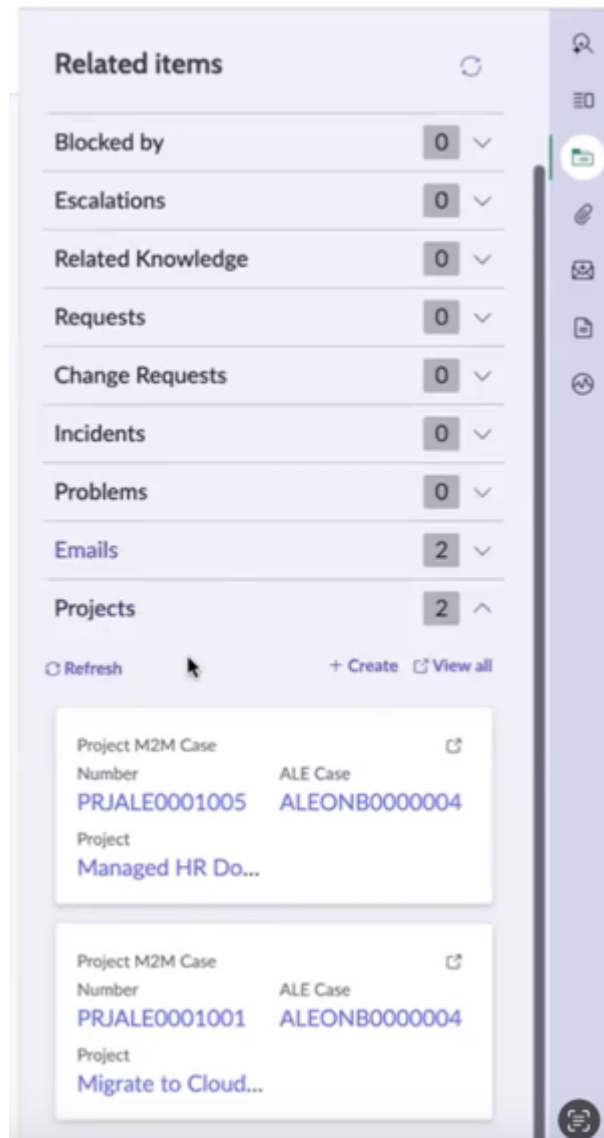 Related items
Blocked by 0
Escalations 0
Related Knowledge 0
Requests 0
Change Requests 0
Incidents 0
Problems 0
Emails 2
Projects 2
Refresh + Create View all
Project M2M Case
Number ALE Case
PRJALE0001005 ALEONB0000004
Project
Managed HR Do...
Project M2M Case
Number ALE Case
PRJALE0001001 ALEONB0000004
Project
Migrate to Cloud...